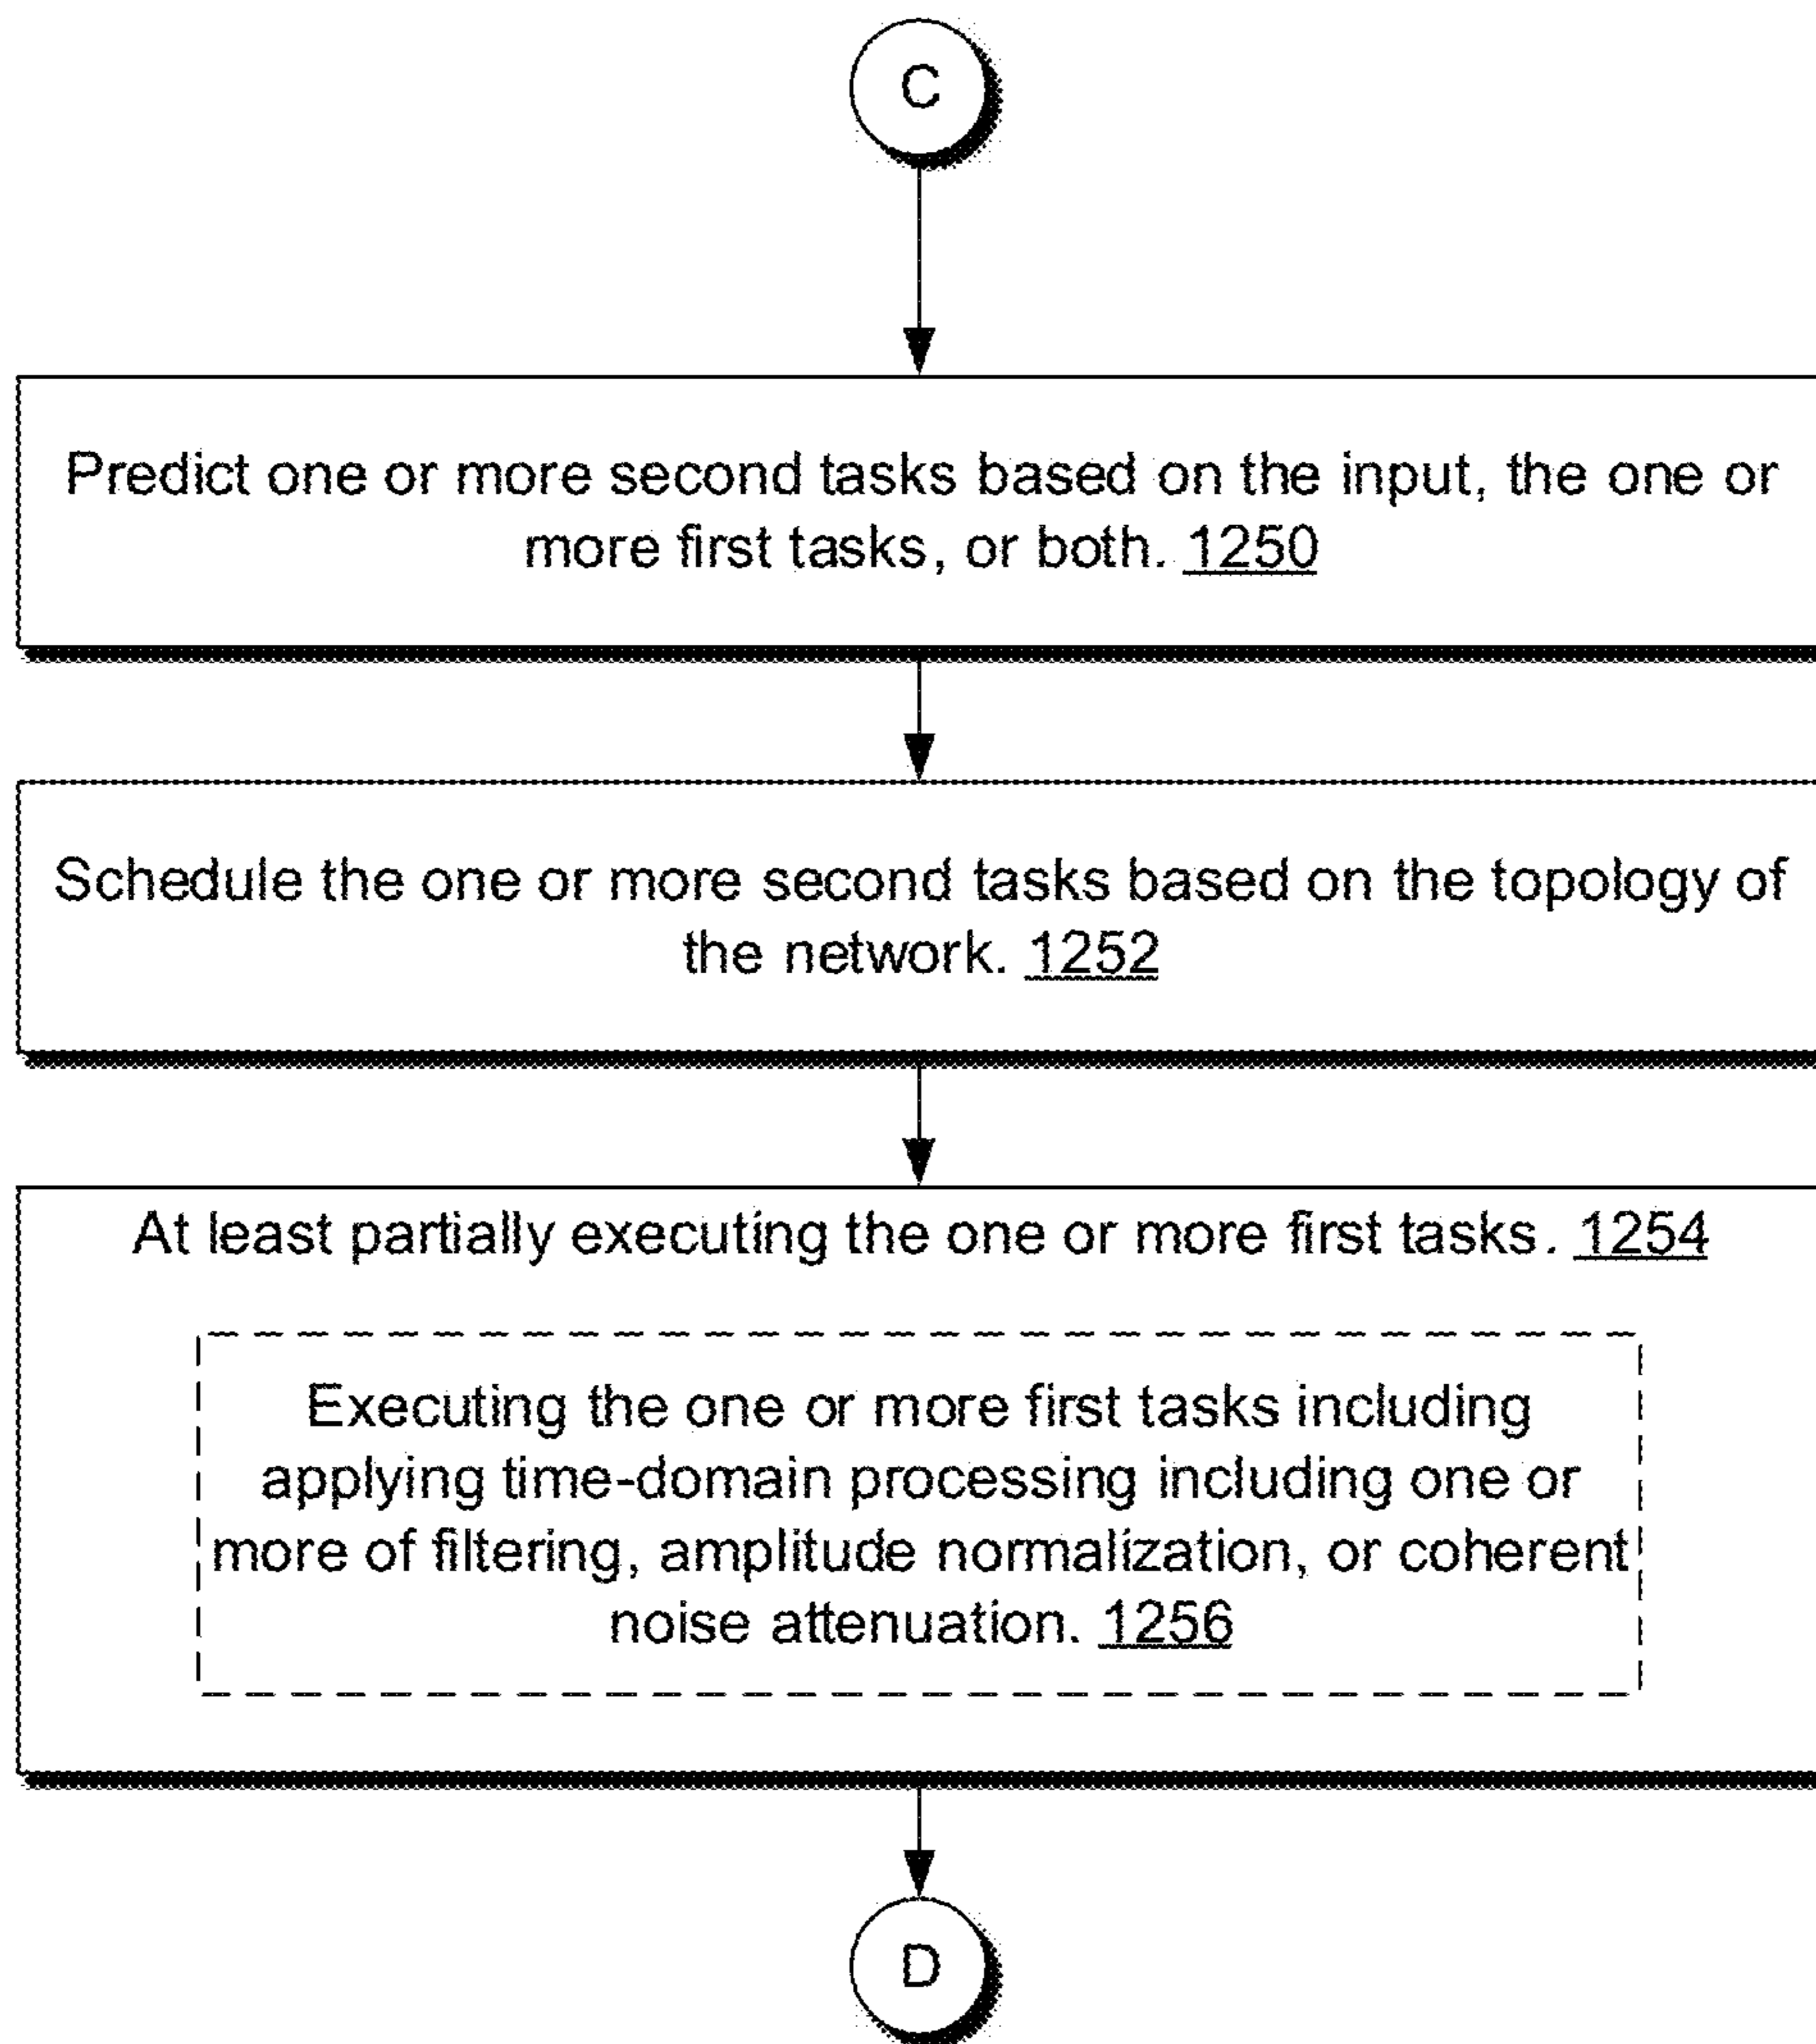 C
Predict one or more second tasks based on the input, the one or
more first tasks, or both. 1250
Schedule the one or more second tasks based on the topology of
the network. 1252
At least partially executing the one or more first tasks. 1254
Executing the one or more first tasks including
applying time-domain processing including one or
more of filtering, amplitude normalization, or coherent
noise attenuation. 1256
D